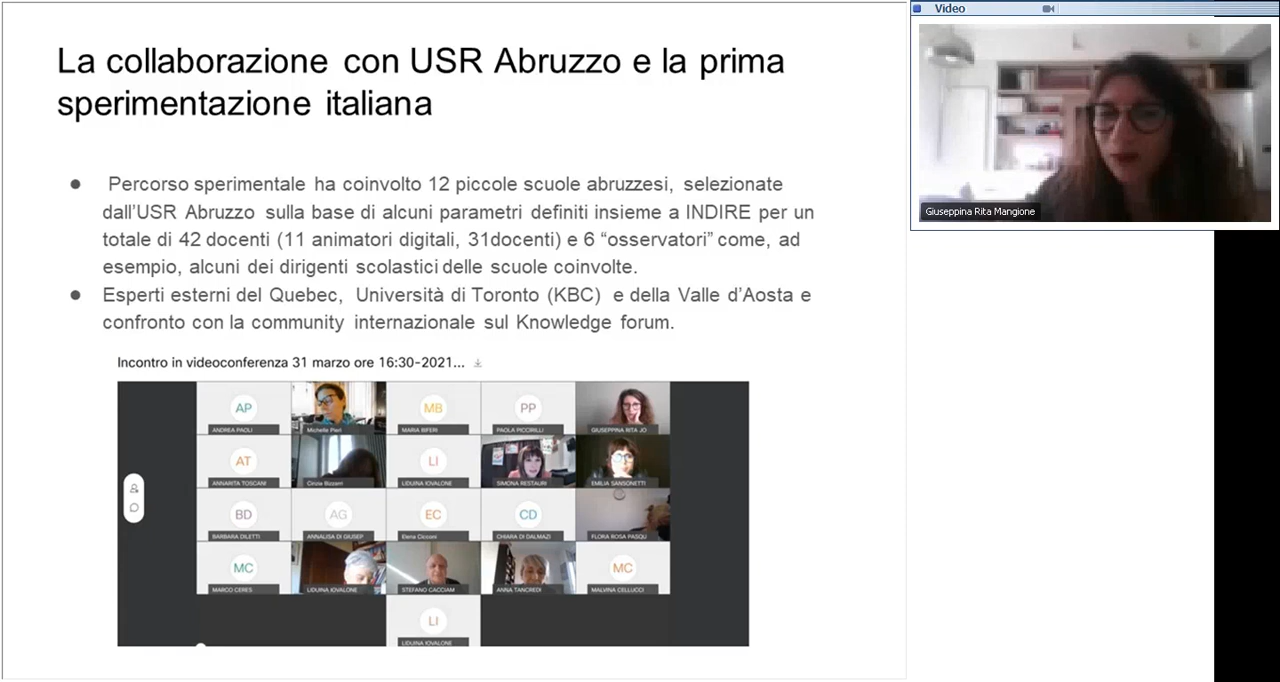 La collaborazione con USR Abruzzo e la prima
sperimentazione italiana
Percorso sperimentale ha coinvolto 12 piccole scuole abruzzesi, selezionate
dall'USR Abruzzo sulla base di alcuni parametri definiti insieme a INDIRE per un
totale di 42 docenti (11 animatori digitali, 31docenti) e 6 “osservatori” come, ad
esempio, alcuni dei dirigenti scolastici delle scuole coinvolte.
Esperti esterni del Quebec, Università di Toronto (KBC) e della Valle d'Aosta e
confronto con la community internazionale sul Knowledge forum.
Incontro in videoconferenza 31 marzo ore 16:30-2021...
AP
MB
PP
ANDREA PAOLI
Michelle Pieri
MARIA BIFERI
PAOLA PICCIRILLI
GIUSEPPINA RITA JO
AT
LI
ANNARITA TOSCANI
Cinzia Bizzarri
LIDUINA IOVALONE
SIMONA RESTAURI
EMILIA SANSONETTI
BD
AG
EC
CD
BARBARA DILETTI
ANNALISA DI GIUSEP
Elena Cicconi
CHIARA DI DALMAZI
FLORA ROSA PASQU
MC
MC
MARCO CERES
LIDUINA IOVALONE
STEFANO CACCIAM
ANNA TANCREDI
MALVINA CELLUCCI
LI
LIDUINA IOVALONE
Video
Giuseppina Rita Mangione